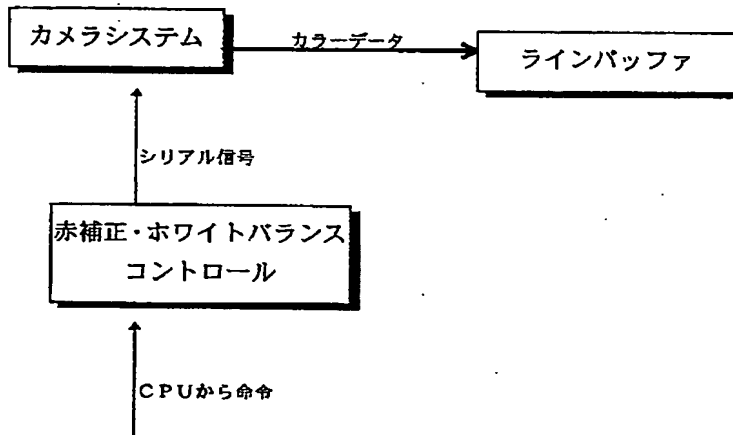 カメラシステム
カラーデータ
ラインバッファ
シリアル信号
赤補正・ホワイトバランス
コントロール
CPUから命令